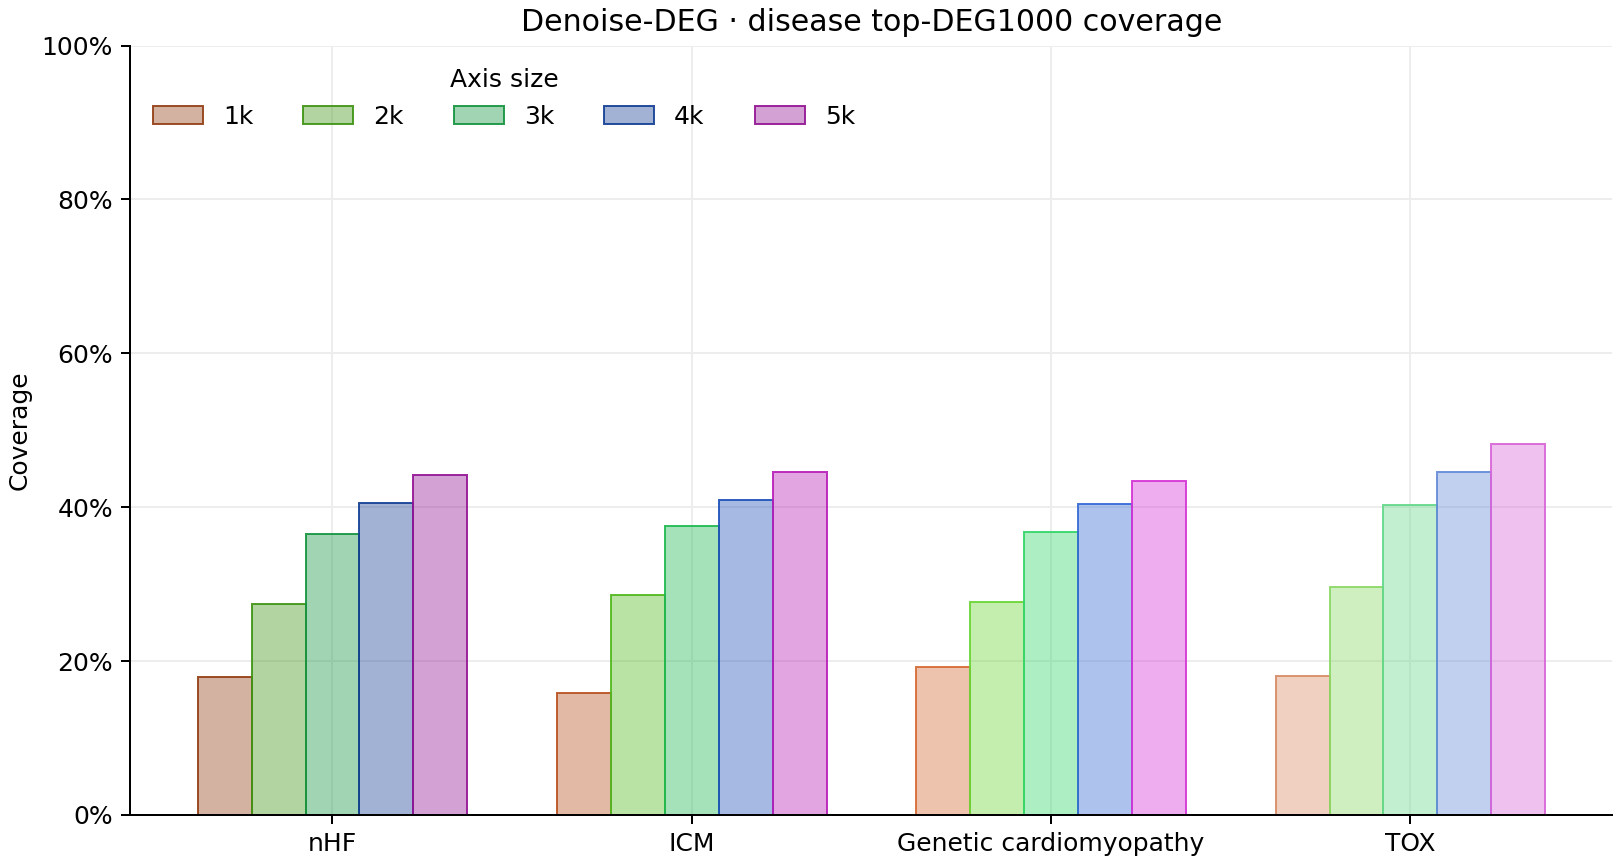 Denoise-DEG · disease top-DEG1000 coverage
Axis size
1k 2k 3k 4k 5k
100%
80%
60%
40%
20%
0%
Coverage
nHF ICM Genetic cardiomyopathy TOX